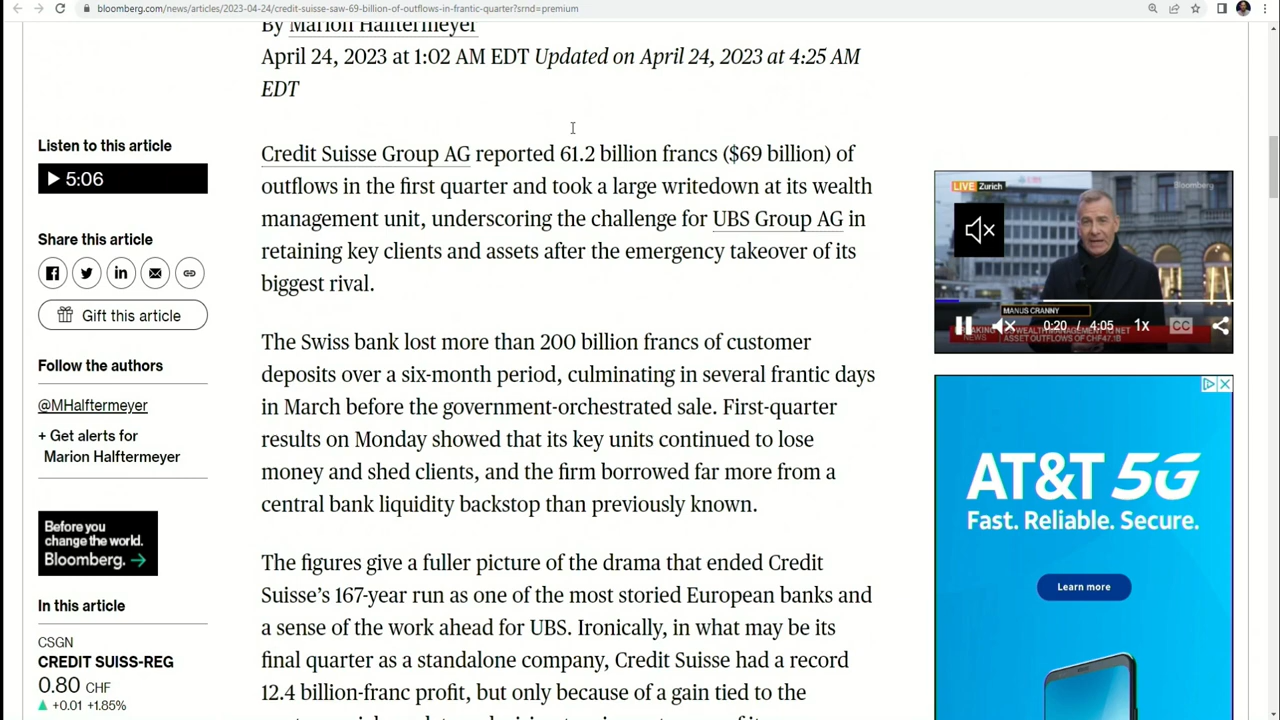 bloomberg.com/news/articles/2023-04-24/credit-suisse-saw-69-billion-of-outflows-in-frantic-quarter?srnd=premium
By Marion Halftermeyer
April 24, 2023 at 1:02 AM EDT Updated on April 24, 2023 at 4:25 AM
EDT
Listen to this article
5:06
Share this article
Gift this article
Follow the authors
@MHalftermeyer
+ Get alerts for
Marion Halftermeyer
Before you
change the world.
Bloomberg.
In this article
CSGN
CREDIT SUISS-REG
0.80 CHF
+0.01 +1.85%
Credit Suisse Group AG reported 61.2 billion francs ($69 billion) of
outflows in the first quarter and took a large writedown at its wealth
management unit, underscoring the challenge for UBS Group AG in
retaining key clients and assets after the emergency takeover of its
biggest rival.
The Swiss bank lost more than 200 billion francs of customer
deposits over a six-month period, culminating in several frantic days
in March before the government-orchestrated sale. First-quarter
results on Monday showed that its key units continued to lose
money and shed clients, and the firm borrowed far more from a
central bank liquidity backstop than previously known.
The figures give a fuller picture of the drama that ended Credit
Suisse's 167-year run as one of the most storied European banks and
a sense of the work ahead for UBS. Ironically, in what may be its
final quarter as a standalone company, Credit Suisse had a record
12.4 billion-franc profit, but only because of a gain tied to the
LIVE Zurich
Bloomberg
MANUS CRANNY
0:20 / 4:05 1x CC
BREAKING
NEWS
WEALTH MANAGEMENT 1Q NET
ASSET OUTFLOWS OF CHF47.1B
AT&T 5G
Fast. Reliable. Secure.
Learn more